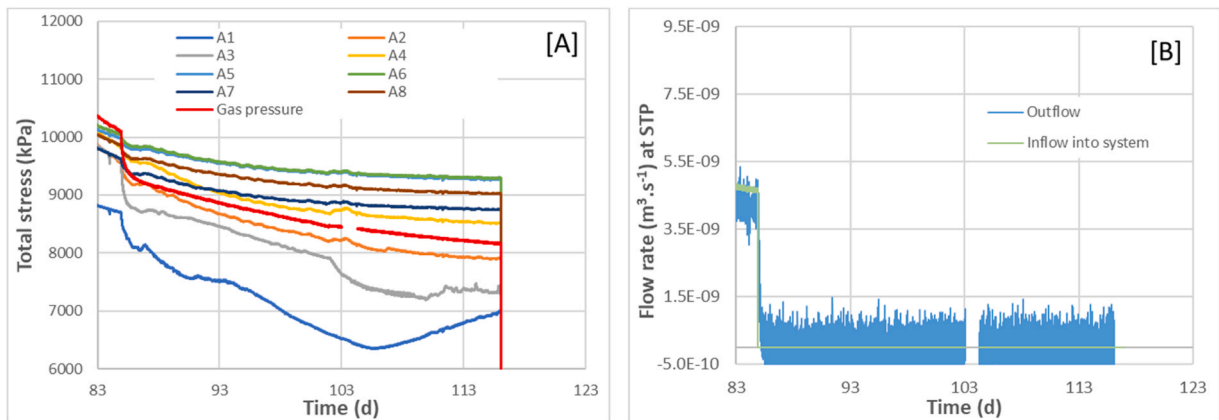 [A]
A1 A2
A3 A4
A5 A6
A7 A8
Gas pressure
Total stress (kPa)
12000
11000
10000
9000
8000
7000
6000
83 93 103 113 123
Time (d)
[B]
Outflow
Inflow into system
Flow rate (m³.s⁻¹) at STP
9.5E-09
7.5E-09
5.5E-09
3.5E-09
1.5E-09
-5.0E-10
83 93 103 113 123
Time (d)